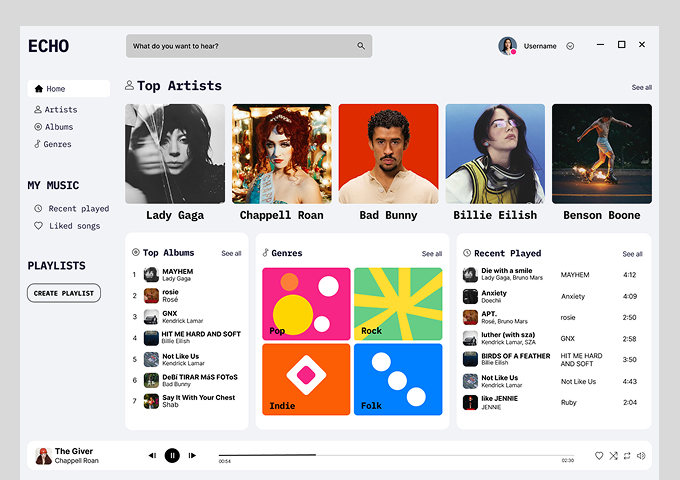 ECHO
What do you want to hear?
Username
Home
Artists
Albums
Genres
MY MUSIC
Recent played
Liked songs
PLAYLISTS
CREATE PLAYLIST
Top Artists
See all
Lady Gaga
Chappell Roan
Bad Bunny
Billie Eilish
Benson Boone
Top Albums
See all
1 MAYHEM
Lady Gaga
2 rosie
Rosé
3 GNX
Kendrick Lamar
4 HIT ME HARD AND SOFT
Billie Eilish
5 Not Like Us
Kendrick Lamar
6 DeBÍ TiRAR MáS FOToS
Bad Bunny
7 Say It With Your Chest
Shab
Genres
See all
Pop
Rock
Indie
Folk
Recent Played
See all
Die with a smile MAYHEM 4:12
Lady Gaga, Bruno Mars
Anxiety Anxiety 4:09
Doechii
APT. rosie 2:50
Rosé, Bruno Mars
luther (with sza) GNX 2:58
Kendrick Lamar, SZA
BIRDS OF A FEATHER HIT ME HARD AND SOFT 3:50
Billie Eilish
Not Like Us Not Like Us 4:43
Kendrick Lamar
like JENNIE Ruby 2:04
JENNIE
The Giver
Chappell Roan
00:54
02:30